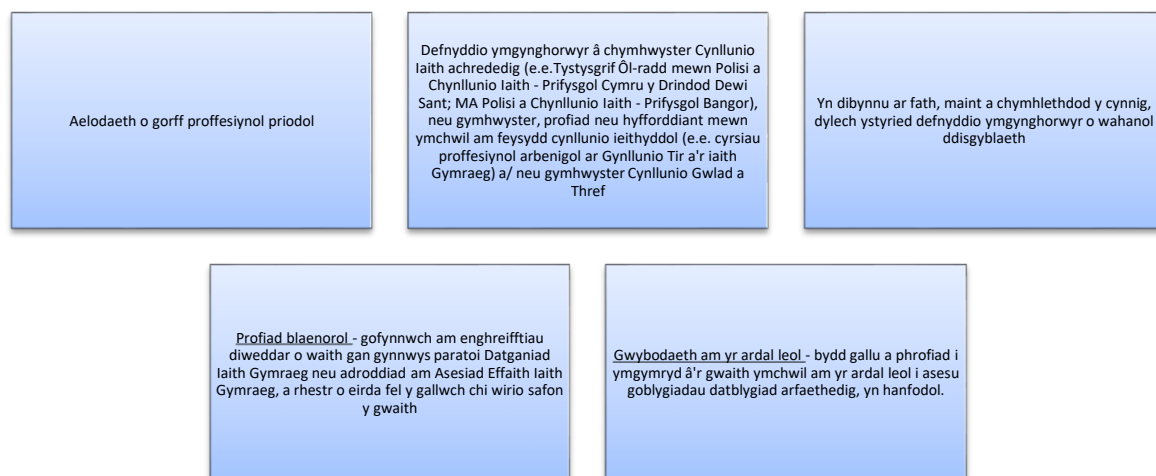 Aelodaeth o gorff proffesiynol priodol
Defnyddio ymgynghorwyr â chymhwyster Cynllunio
Iaith achrededig (e.e.Tystysgrif Ôl-radd mewn Polisi a
Chynllunio Iaith - Prifysgol Cymru y Drindod Dewi
Sant; MA Polisi a Chynllunio Iaith - Prifysgol Bangor),
neu gymhwyster, profiad neu hyfforddiant mewn
ymchwil am feysydd cynllunio ieithyddol (e.e. cyrsiau
proffesiynol arbenigol ar Gynllunio Tir a'r iaith
Gymraeg) a/ neu gymhwyster Cynllunio Gwlad a
Thref
Yn dibynnu ar fath, maint a chymhlethdod y cynnig,
dylech ystyried defnyddio ymgynghorwyr o wahanol
ddisgyblaeth
Profiad blaenorol - gofynnwch am enghreifftiau
diweddar o waith gan gynnwys paratoi Datganiad
Iaith Gymraeg neu adroddiad am Asesiad Effaith Iaith
Gymraeg, a rhestr o eirda fel y gallwch chi wirio safon
y gwaith
Gwybodaeth am yr ardal leol - bydd gallu a phrofiad i
ymgymryd â'r gwaith ymchwil am yr ardal leol i asesu
goblygiadau datblygiad arfaethedig, yn hanfodol.